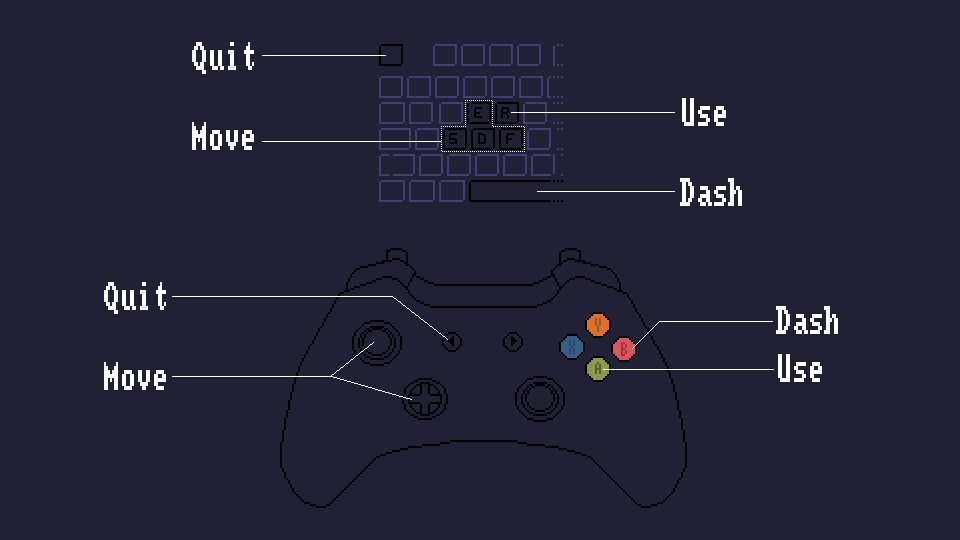 Quit
E R Use
Move S D F
Dash
Quit
Y Dash
X B
Move A Use